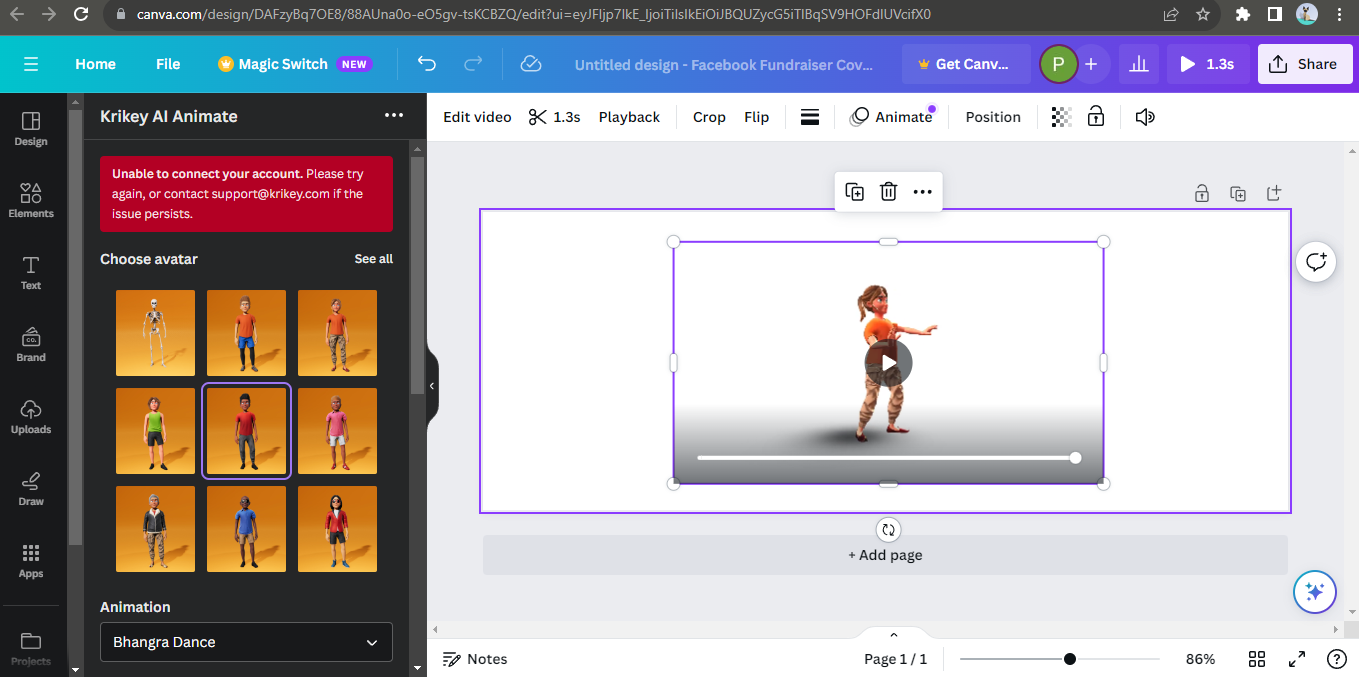 canva.com/design/DAFzyBq7OE8/88AUna0o-eO5gv-tsKCBZQ/edit?ui=eyJFIjp7IkE_IjoiTiIsIkEiOiJBQUZycG5iTlBqSV9HOFdlUVcifX0
Home File Magic Switch NEW Untitled design - Facebook Fundraiser Cov... Get Canv... P + 1.3s Share
Krikey AI Animate
Edit video 1.3s Playback Crop Flip Animate Position
Design
Unable to connect your account. Please try
again, or contact support@krikey.com if the
issue persists.
Elements
Choose avatar See all
Text
Brand
Uploads
Draw
Apps
+ Add page
Animation
Bhangra Dance
Projects
Notes Page 1 / 1 86%